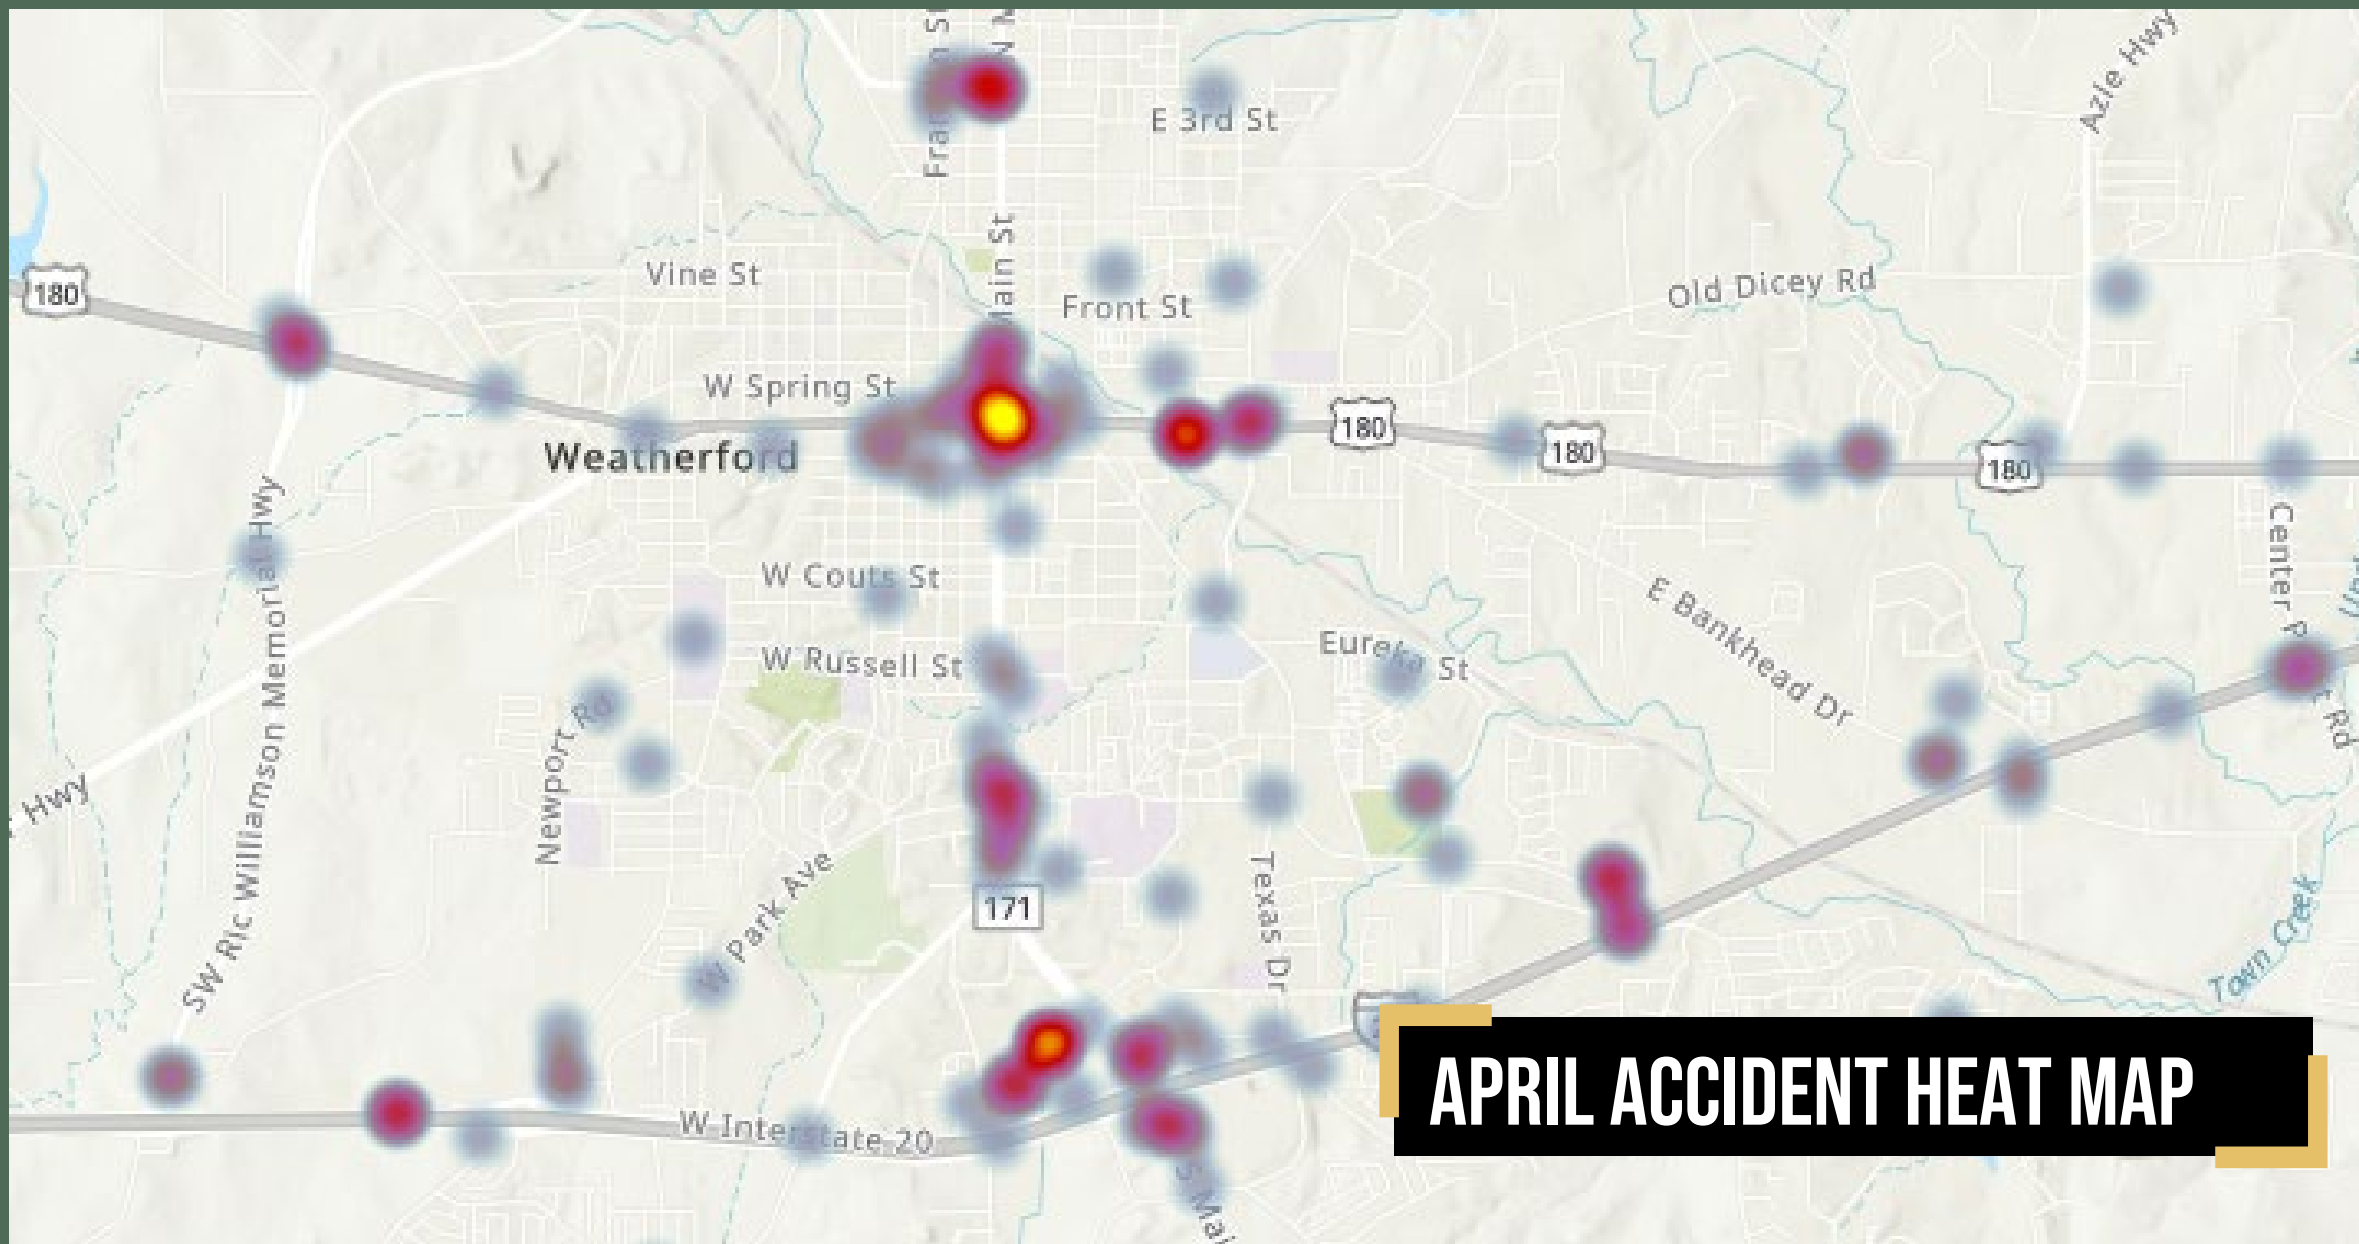 N M
E 3rd St
Azle Hwy
Main St
Vine St
Front St
Old Dicey Rd
180
W Spring St
180
180
180
Weatherford
Center P
W Couts St
E Bankhead Dr
W Russell St
Eureka St
Newport Rd
SW Ric Williamson Memorial Hwy
Hwy
r Rd
W Park Ave
171
Texas Dr
Town Creek
W Interstate 20
S Mai
APRIL ACCIDENT HEAT MAP